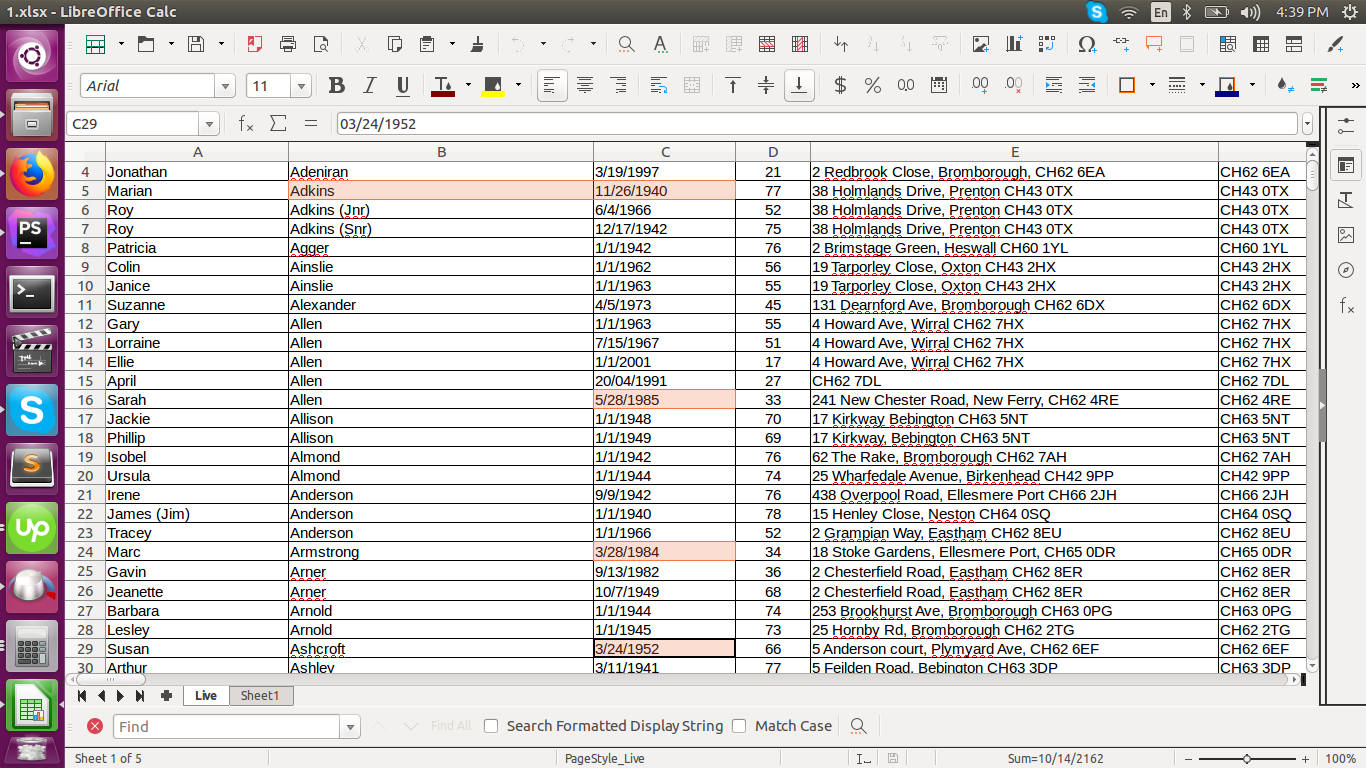 1.xlsx - LibreOffice Calc
En
4:39 PM
Arial 11 B I U
C29 fx Σ = 03/24/1952
A B C D E
4 Jonathan Adeniran 3/19/1997 21 2 Redbrook Close, Bromborough, CH62 6EA CH62 6EA
5 Marian Adkins 11/26/1940 77 38 Holmlands Drive, Prenton CH43 0TX CH43 0TX
6 Roy Adkins (Jnr) 6/4/1966 52 38 Holmlands Drive, Prenton CH43 0TX CH43 0TX
7 Roy Adkins (Snr) 12/17/1942 75 38 Holmlands Drive, Prenton CH43 0TX CH43 0TX
8 Patricia Agger 1/1/1942 76 2 Brimstage Green, Heswall CH60 1YL CH60 1YL
9 Colin Ainslie 1/1/1962 56 19 Tarporley Close, Oxton CH43 2HX CH43 2HX
10 Janice Ainslie 1/1/1963 55 19 Tarporley Close, Oxton CH43 2HX CH43 2HX
11 Suzanne Alexander 4/5/1973 45 131 Dearnford Ave, Bromborough CH62 6DX CH62 6DX
12 Gary Allen 1/1/1963 55 4 Howard Ave, Wirral CH62 7HX CH62 7HX
13 Lorraine Allen 7/15/1967 51 4 Howard Ave, Wirral CH62 7HX CH62 7HX
14 Ellie Allen 1/1/2001 17 4 Howard Ave, Wirral CH62 7HX CH62 7HX
15 April Allen 20/04/1991 27 CH62 7DL CH62 7DL
16 Sarah Allen 5/28/1985 33 241 New Chester Road, New Ferry, CH62 4RE CH62 4RE
17 Jackie Allison 1/1/1948 70 17 Kirkway Bebington CH63 5NT CH63 5NT
18 Phillip Allison 1/1/1949 69 17 Kirkway, Bebington CH63 5NT CH63 5NT
19 Isobel Almond 1/1/1942 76 62 The Rake, Bromborough CH62 7AH CH62 7AH
20 Ursula Almond 1/1/1944 74 25 Wharfedale Avenue, Birkenhead CH42 9PP CH42 9PP
21 Irene Anderson 9/9/1942 76 438 Overpool Road, Ellesmere Port CH66 2JH CH66 2JH
22 James (Jim) Anderson 1/1/1940 78 15 Henley Close, Neston CH64 0SQ CH64 0SQ
23 Tracey Anderson 1/1/1966 52 2 Grampian Way, Eastham CH62 8EU CH62 8EU
24 Marc Armstrong 3/28/1984 34 18 Stoke Gardens, Ellesmere Port, CH65 0DR CH65 0DR
25 Gavin Arner 9/13/1982 36 2 Chesterfield Road, Eastham CH62 8ER CH62 8ER
26 Jeanette Arner 10/7/1949 68 2 Chesterfield Road, Eastham CH62 8ER CH62 8ER
27 Barbara Arnold 1/1/1944 74 253 Brookhurst Ave, Bromborough CH63 0PG CH63 0PG
28 Lesley Arnold 1/1/1945 73 25 Hornby Rd, Bromborough CH62 2TG CH62 2TG
29 Susan Ashcroft 3/24/1952 66 5 Anderson court, Plymyard Ave, CH62 6EF CH62 6EF
30 Arthur Ashley 3/11/1941 77 5 Feilden Road, Bebington CH63 3DP CH63 3DP
Live Sheet1
Find Find All Search Formatted Display String Match Case
Sheet 1 of 5 PageStyle_Live Sum=10/14/2162 100%